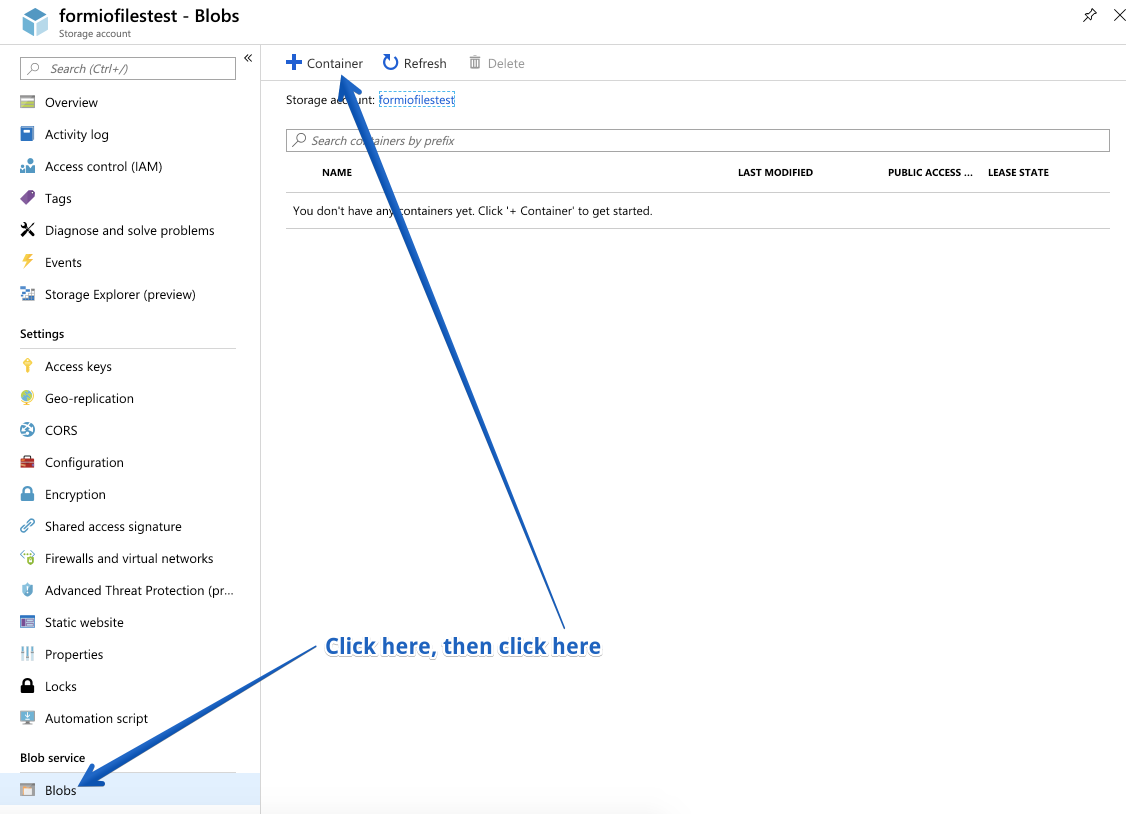 formiofilestest - Blobs
Storage account
Search (Ctrl+/)
«
Overview
Activity log
Access control (IAM)
Tags
Diagnose and solve problems
Events
Storage Explorer (preview)
Settings
Access keys
Geo-replication
CORS
Configuration
Encryption
Shared access signature
Firewalls and virtual networks
Advanced Threat Protection (pr...
Static website
Properties
Locks
Automation script
Blob service
Blobs
Container Refresh Delete
Storage account: formiofilestest
Search containers by prefix
NAME LAST MODIFIED PUBLIC ACCESS ... LEASE STATE
You don't have any containers yet. Click '+ Container' to get started.
Click here, then click here